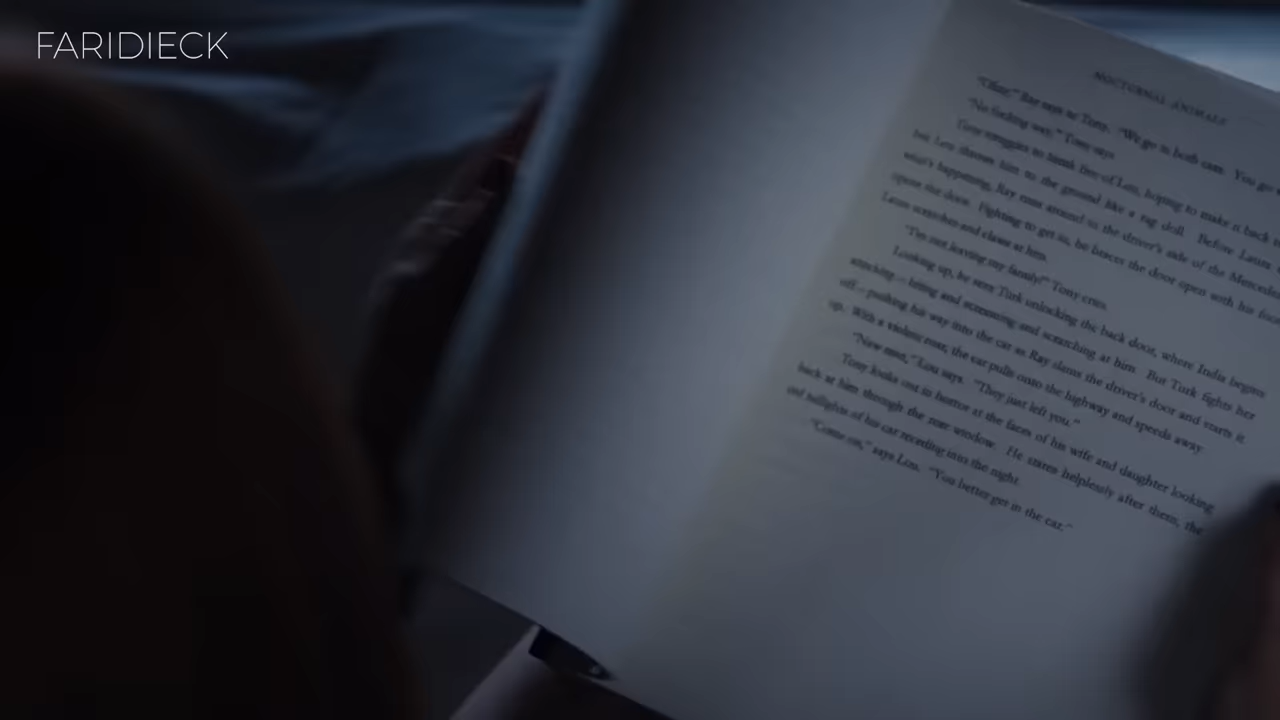 FARIDIECK
NOCTURNAL ANIMALS
"Okay," Ray says to Tony. "We go in both cars. You go
"No fucking way," Tony says
Tony struggles to break free of Lou, hoping to make it back
but Lou throws him to the ground like a rag doll. Before Laura
what's happening, Ray runs around to the driver's side of the Mercedes
opens the door. Fighting to get in, he braces the door open with his foot
Laura scratches and claws at him.
"I'm not leaving my family!" Tony cries.
Looking up, he sees Turk unlocking the back door, where India begins
attacking—biting and screaming and scratching at him. But Turk fights her
off—pushing his way into the car as Ray slams the driver's door and starts it
up. With a violent roar, the car pulls onto the highway and speeds away.
"Now next," Lou says. "They just left you."
Tony looks out in horror at the faces of his wife and daughter looking
back at him through the rear window. He stares helplessly after them, the
red taillights of his car receding into the night.
"Come on," says Lou. "You better get in the car."